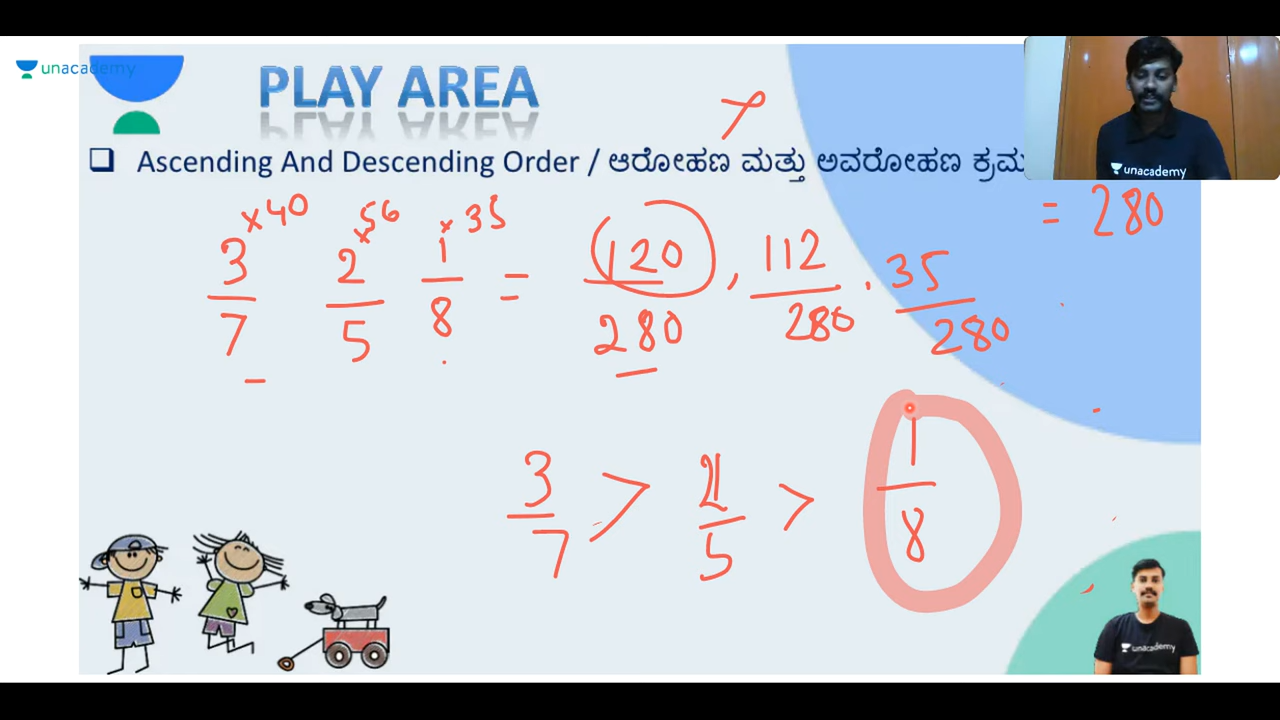 unacademy
PLAY AREA
❑ Ascending And Descending Order / ಆರೋಹಣ ಮತ್ತು ಅವರೋಹಣ ಕ್ರಮ
unacademy
= 280
3/7 ×40 2/5 ×56 1/8 ×35 = 120/280 , 112/280 . 35/280
3/7 > 2/5 > 1/8
unacademy